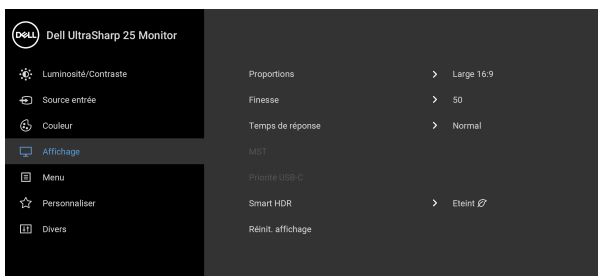 DELL Dell UltraSharp 25 Monitor
Luminosité/Contraste Proportions Large 16:9
Source entrée Finesse 50
Couleur Temps de réponse Normal
Affichage MST
Menu Priorité USB-C
Personnaliser Smart HDR Eteint
Divers Réinit. affichage